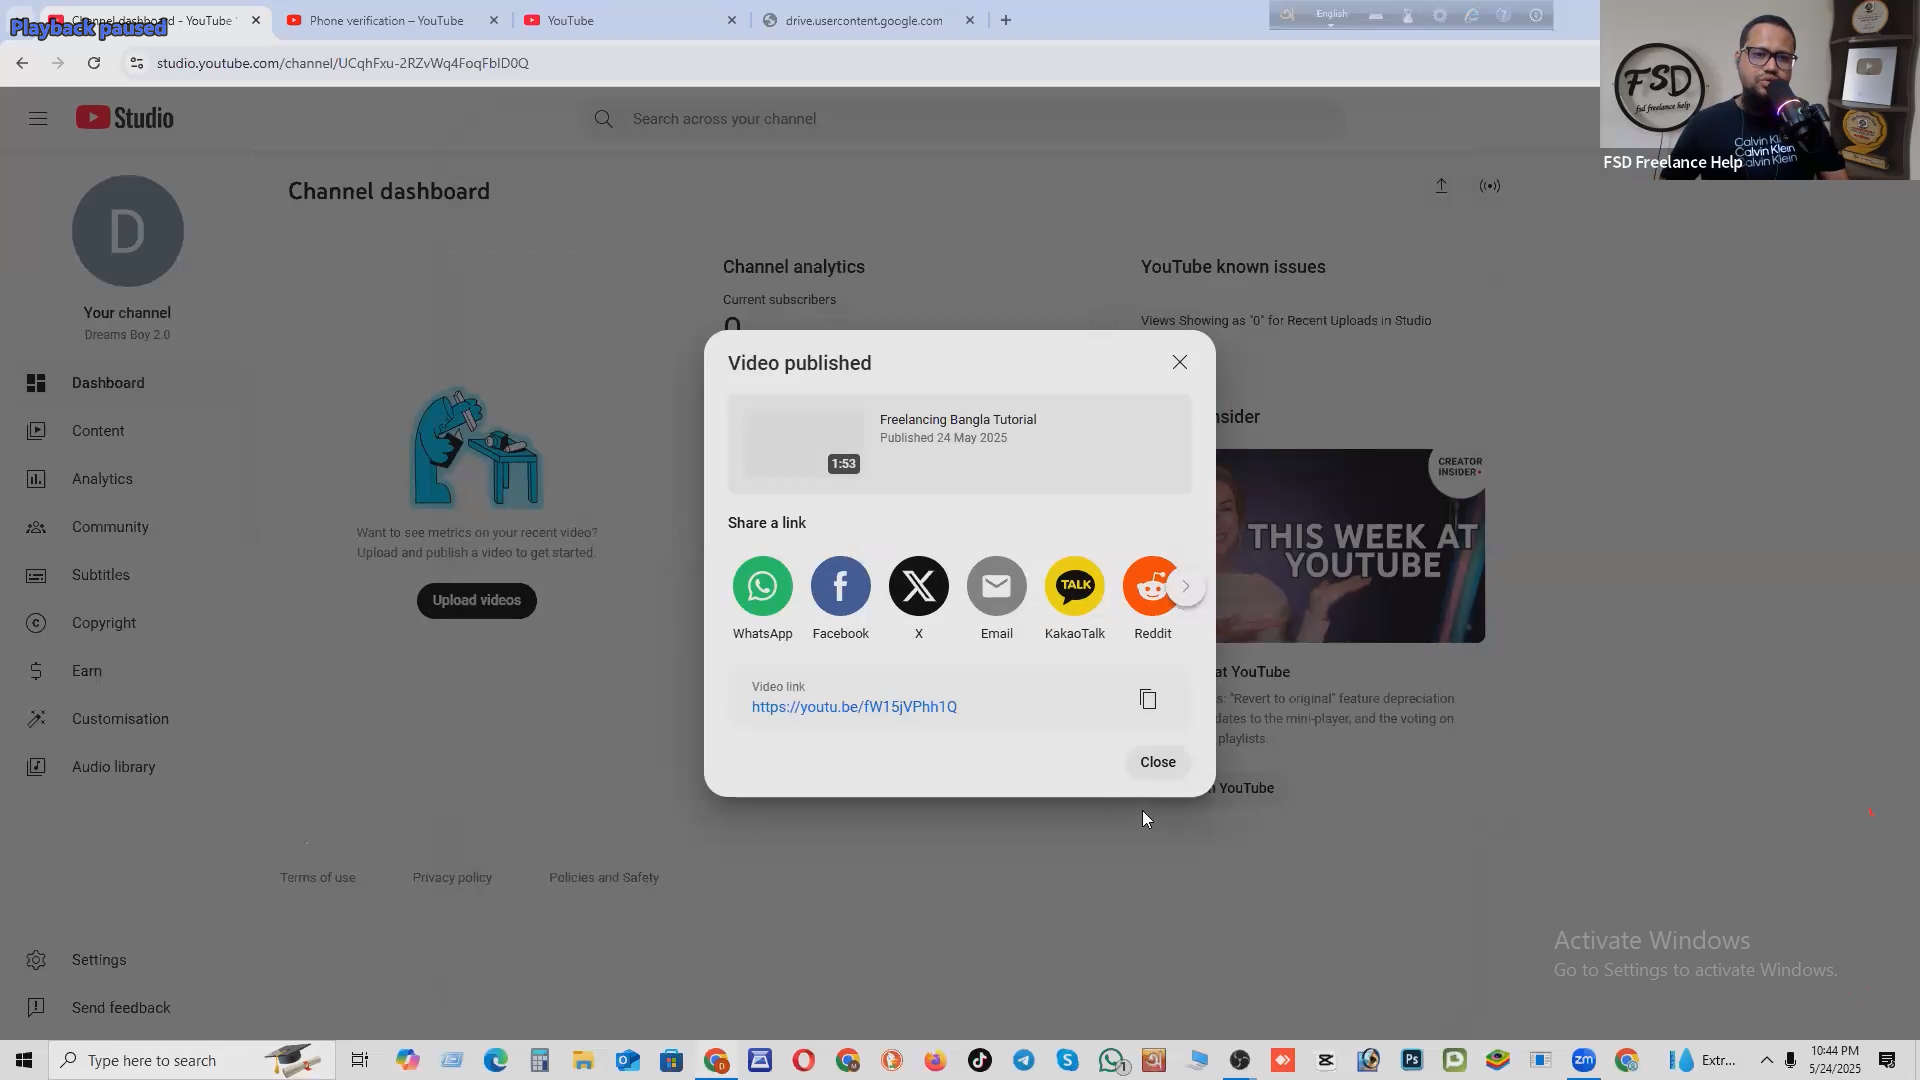 Playback paused
Channel dashboard - YouTube
Phone verification – YouTube
YouTube
drive.usercontent.google.com
English
studio.youtube.com/channel/UCqhFxu-2RZvWq4FoqFbID0Q
Studio
Search across your channel
FSD
fsd freelance help
Calvin Klein
Calvin Klein
FSD Freelance Help
D
Your channel
Dreams Boy 2.0
Dashboard
Content
Analytics
Community
Subtitles
Copyright
Earn
Customisation
Audio library
Settings
Send feedback
Channel dashboard
Want to see metrics on your recent video?
Upload and publish a video to get started.
Upload videos
Channel analytics
Current subscribers
0
YouTube known issues
Views Showing as "0" for Recent Uploads in Studio
nsider
CREATOR
INSIDER
THIS WEEK AT
YOUTUBE
at YouTube
s: "Revert to original" feature depreciation
dates to the mini-player, and the voting on
playlists.
YouTube
Video published
1:53
Freelancing Bangla Tutorial
Published 24 May 2025
Share a link
WhatsApp
Facebook
X
Email
TALK
KakaoTalk
Reddit
Video link
https://youtu.be/fW15jVPhh1Q
Close
Terms of use
Privacy policy
Policies and Safety
Activate Windows
Go to Settings to activate Windows.
Type here to search
Ps
zm
Extr...
10:44 PM
5/24/2025